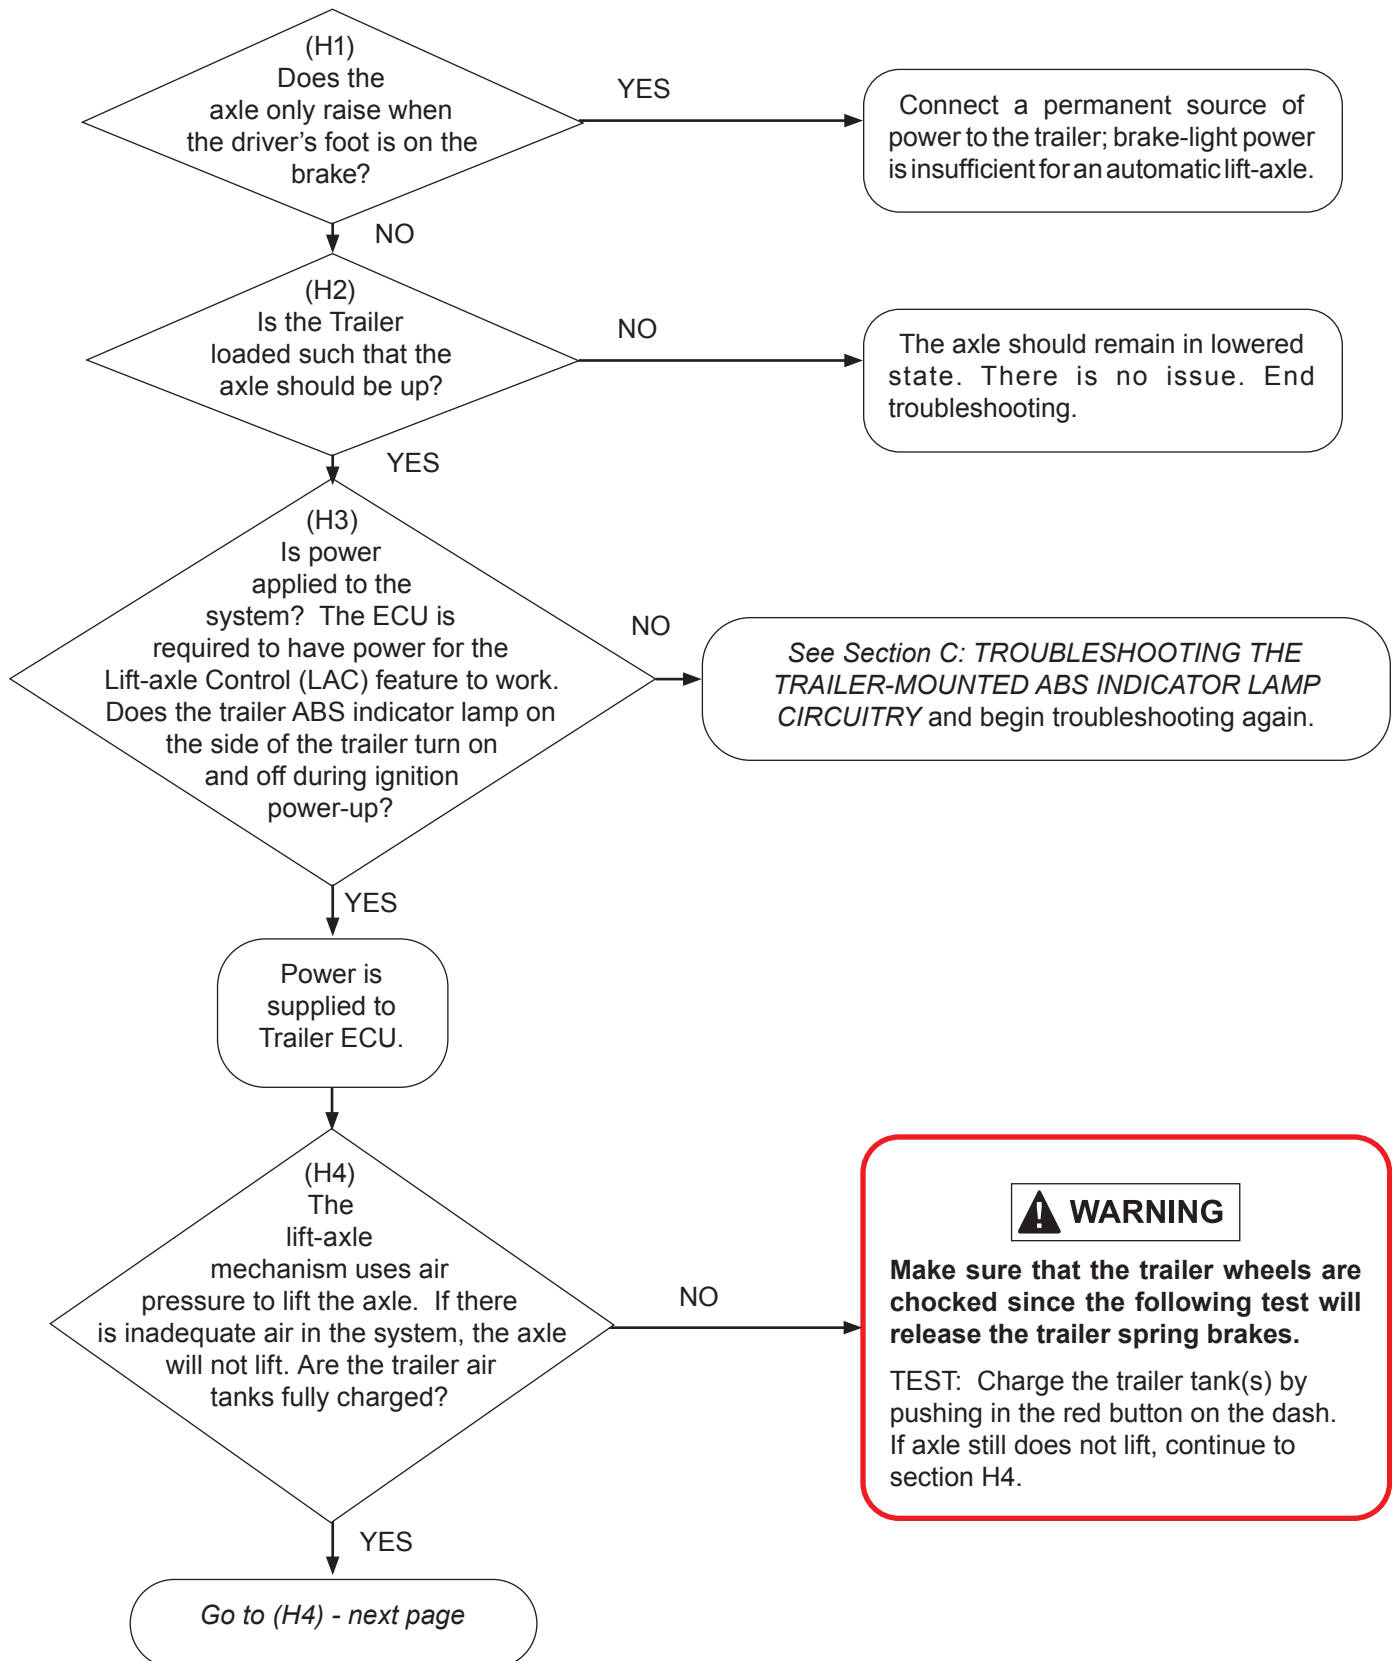 (H1)
Does the
axle only raise when
the driver’s foot is on the
brake?
YES
Connect a permanent source of
power to the trailer; brake-light power
is insufficient for an automatic lift-axle.
NO
(H2)
Is the Trailer
loaded such that the
axle should be up?
NO
The axle should remain in lowered
state. There is no issue. End
troubleshooting.
YES
(H3)
Is power
applied to the
system? The ECU is
required to have power for the
Lift-axle Control (LAC) feature to work.
Does the trailer ABS indicator lamp on
the side of the trailer turn on
and off during ignition
power-up?
NO
See Section C: TROUBLESHOOTING THE
TRAILER-MOUNTED ABS INDICATOR LAMP
CIRCUITRY and begin troubleshooting again.
YES
Power is
supplied to
Trailer ECU.
(H4)
The
lift-axle
mechanism uses air
pressure to lift the axle. If there
is inadequate air in the system, the axle
will not lift. Are the trailer air
tanks fully charged?
NO
WARNING
Make sure that the trailer wheels are
chocked since the following test will
release the trailer spring brakes.
TEST: Charge the trailer tank(s) by
pushing in the red button on the dash.
If axle still does not lift, continue to
section H4.
YES
Go to (H4) - next page